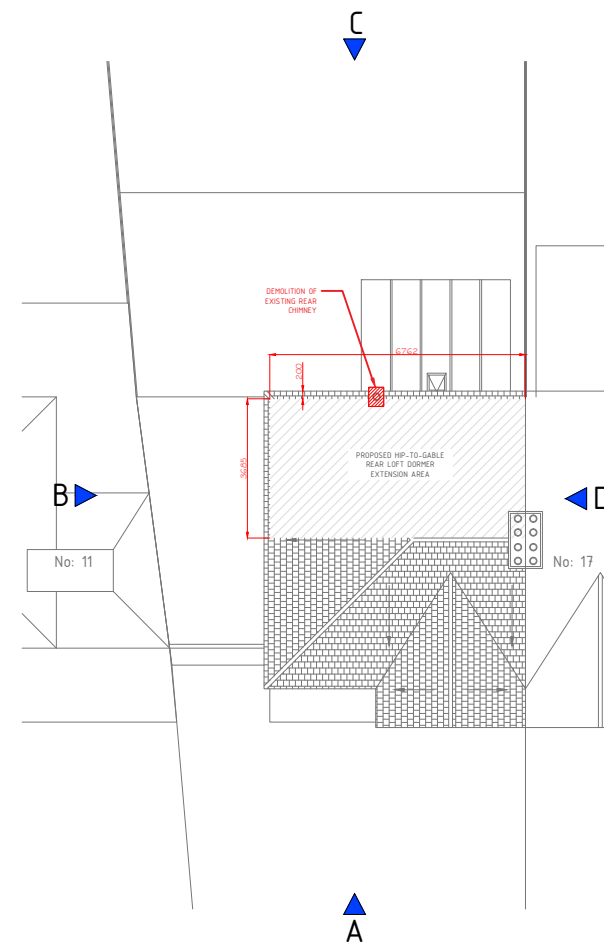 C
DEMOLITION OF
EXISTING REAR
CHIMNEY
6762
200
3685
PROPOSED HIP-TO-GABLE
REAR LOFT DORMER
EXTENSION AREA
B
D
No: 11
No: 17
A